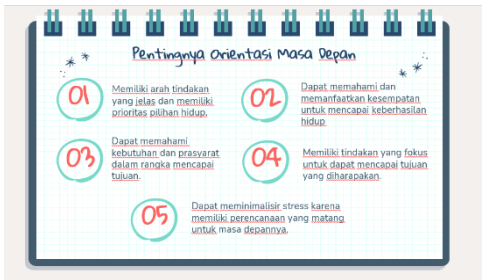 Pentingnya Orientasi Masa Depan
01
Memiliki arah tindakan
yang jelas dan memiliki
prioritas pilihan hidup.
02
Dapat memahami dan
memanfaatkan kesempatan
untuk mencapai keberhasilan
hidup
03
Dapat memahami
kebutuhan dan prasyarat
dalam rangka mencapai
tujuan.
04
Memiliki tindakan yang fokus
untuk dapat mencapai tujuan
yang diharapakan.
05
Dapat meminimalisir stress karena
memiliki perencanaan yang matang
untuk masa depannya.